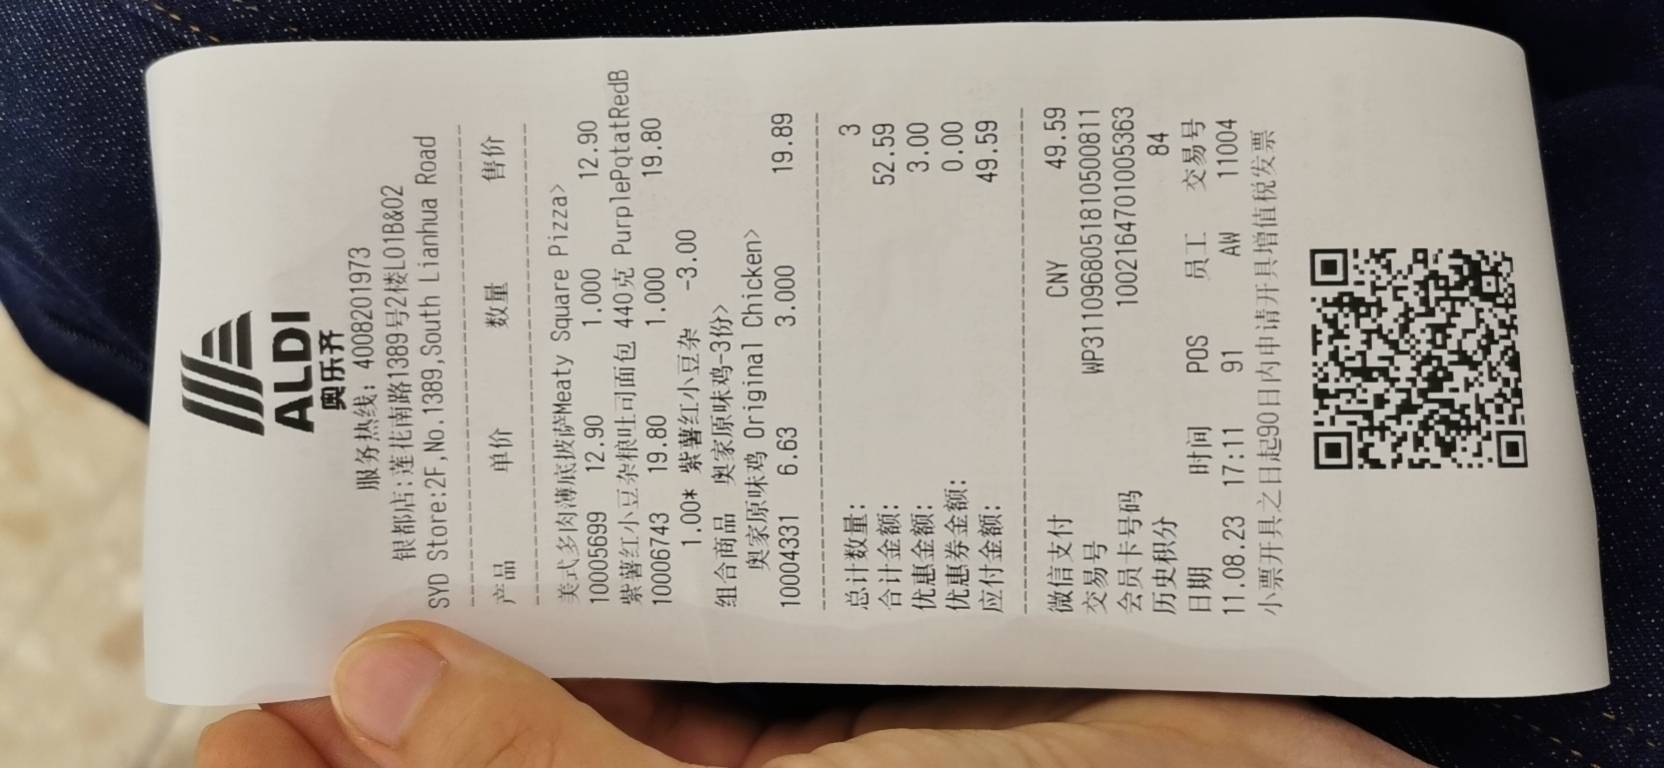 ALDI
奥乐齐
服务热线: 4008201973
银都店:莲花南路1389号2楼L01B&02
SYD Store:2F,No.1389,South Lianhua Road
产品 单价 数量 售价
美式多肉薄底披萨Meaty Square Pizza>
10005699 12.90 1.000 12.90
紫薯红小豆杂粮吐司面包 440克 PurplePqtatRedB
10006743 19.80 1.000 19.80
1.00* 紫薯红小豆杂 -3.00
组合商品 奥家原味鸡-3份>
奥家原味鸡 Original Chicken>
10004331 6.63 3.000 19.89
总计数量: 3
合计金额: 52.59
优惠金额: 3.00
优惠券金额: 0.00
应付金额: 49.59
微信支付 CNY 49.59
交易号 WP311096805181050081​1
会员卡号码 1002164701005363
历史积分 84
日期 时间 POS 员工 交易号
11.08.23 17:11 91 AW 11004
小票开具之日起90日内申请开具增值税发票